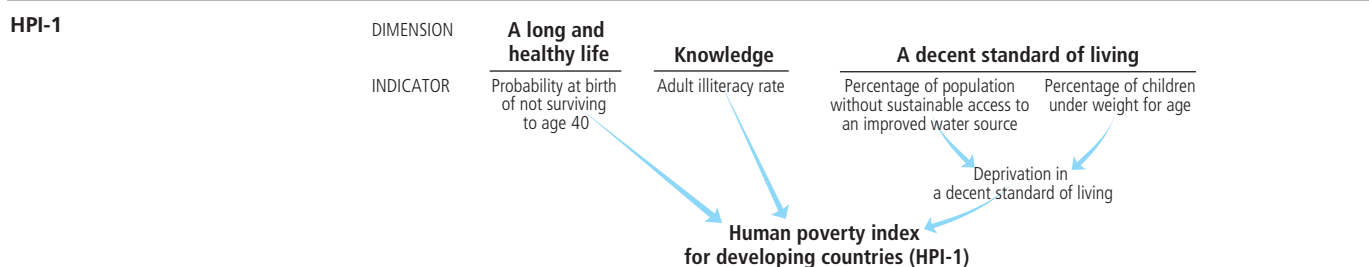 HPI-1
DIMENSION
A long and
healthy life
Knowledge
A decent standard of living
INDICATOR
Probability at birth
of not surviving
to age 40
Adult illiteracy rate
Percentage of population
without sustainable access to
an improved water source
Percentage of children
under weight for age
Deprivation in
a decent standard of living
Human poverty index
for developing countries (HPI-1)